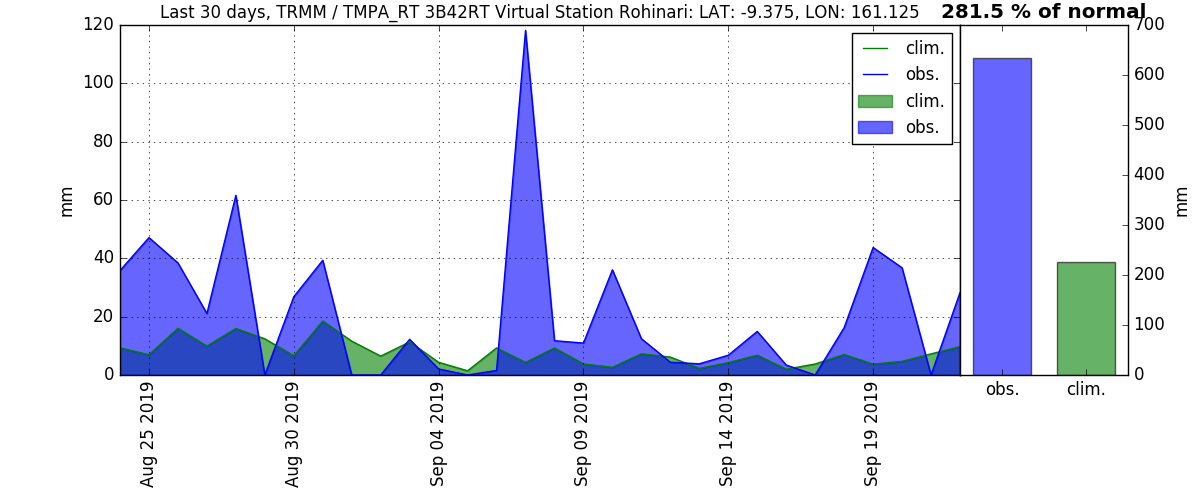 Last 30 days, TRMM / TMPA_RT 3B42RT Virtual Station Rohinari: LAT: -9.375, LON: 161.125
281.5 % of normal
120
100
80
60
40
20
0
mm
clim.
obs.
clim.
obs.
Aug 25 2019
Aug 30 2019
Sep 04 2019
Sep 09 2019
Sep 14 2019
Sep 19 2019
700
600
500
400
300
200
100
0
mm
obs.
clim.